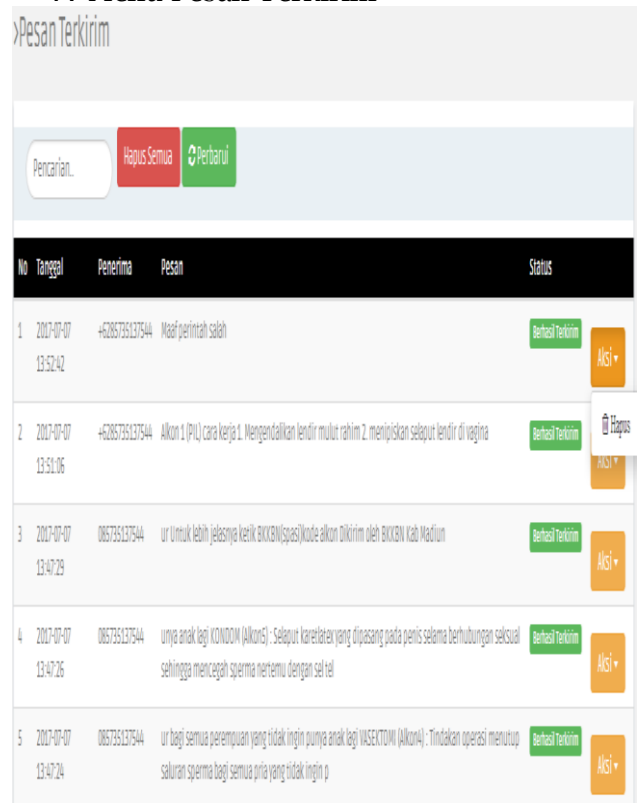 >Pesan Terkirim
Pencarian..
Hapus Semua
Perbarui
No Tanggal Penerima Pesan Status
1 2017-07-07 +6285735137544 Maaf perintah salah Berhasil Terkirim
13:52:42 Aksi
Hapus
2 2017-07-07 +6285735137544 Alkon 1 (PIL) cara kerja 1. Mengendalikan lendir mulut rahim 2. menipiskan selaput lendir di vagina Berhasil Terkirim
13:51:06 Aksi
3 2017-07-07 085735137544 ur Untuk lebih jelasnya ketik BKKBN(spasi)kode alkon Dikirim oleh BKKBN Kab Madiun Berhasil Terkirim
13:47:29 Aksi
4 2017-07-07 085735137544 unya anak lagi KONDOM (Alkon5) : Selaput karetlatex yang dipasang pada penis selama berhubungan seksual Berhasil Terkirim
13:47:26 sehingga mencegah sperma nertemu dengan sel tel Aksi
5 2017-07-07 085735137544 ur bagi semua perempuan yang tidak ingin punya anak lagi VASEKTOMI (Alkon4) : Tindakan operasi menutup Berhasil Terkirim
13:47:24 saluran sperma bagi semua pria yang tidak ingin p Aksi